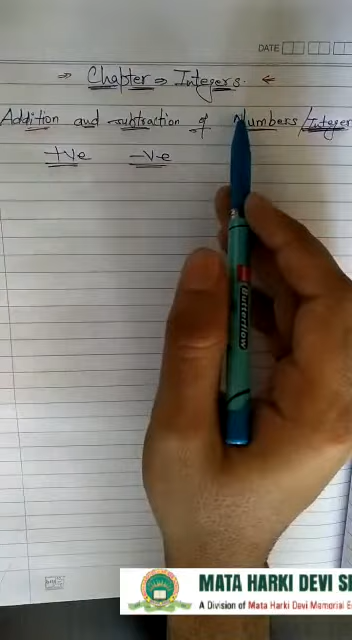 DATE
⇒ Chapter ⇒ Integers. ⇐
Addition and subtraction of Numbers/Integer
+Ve -Ve
Butterflow
MATA HARKI DEVI
A Division of Mata Harki Devi Memorial